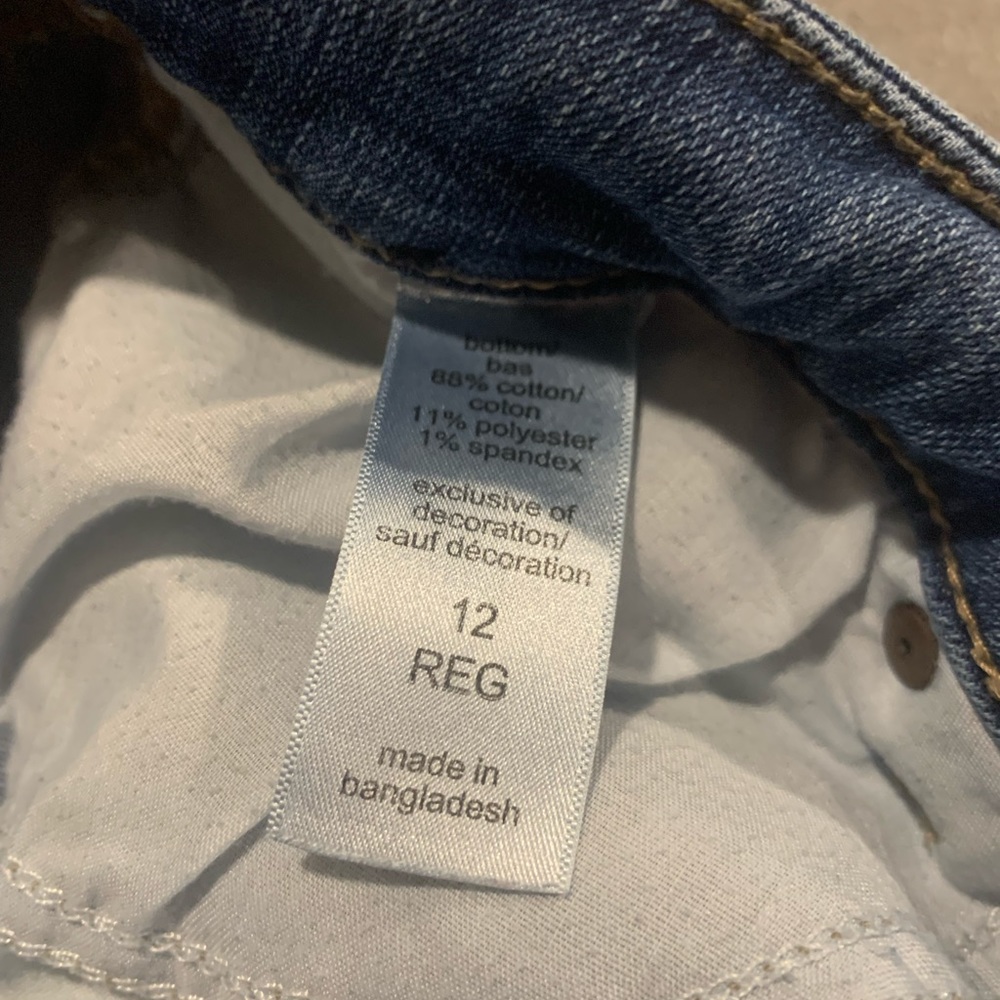 bottom/
bas
88% cotton/
coton
11% polyester
1% spandex
exclusive of
decoration/
sauf décoration
12
REG
made in
bangladesh